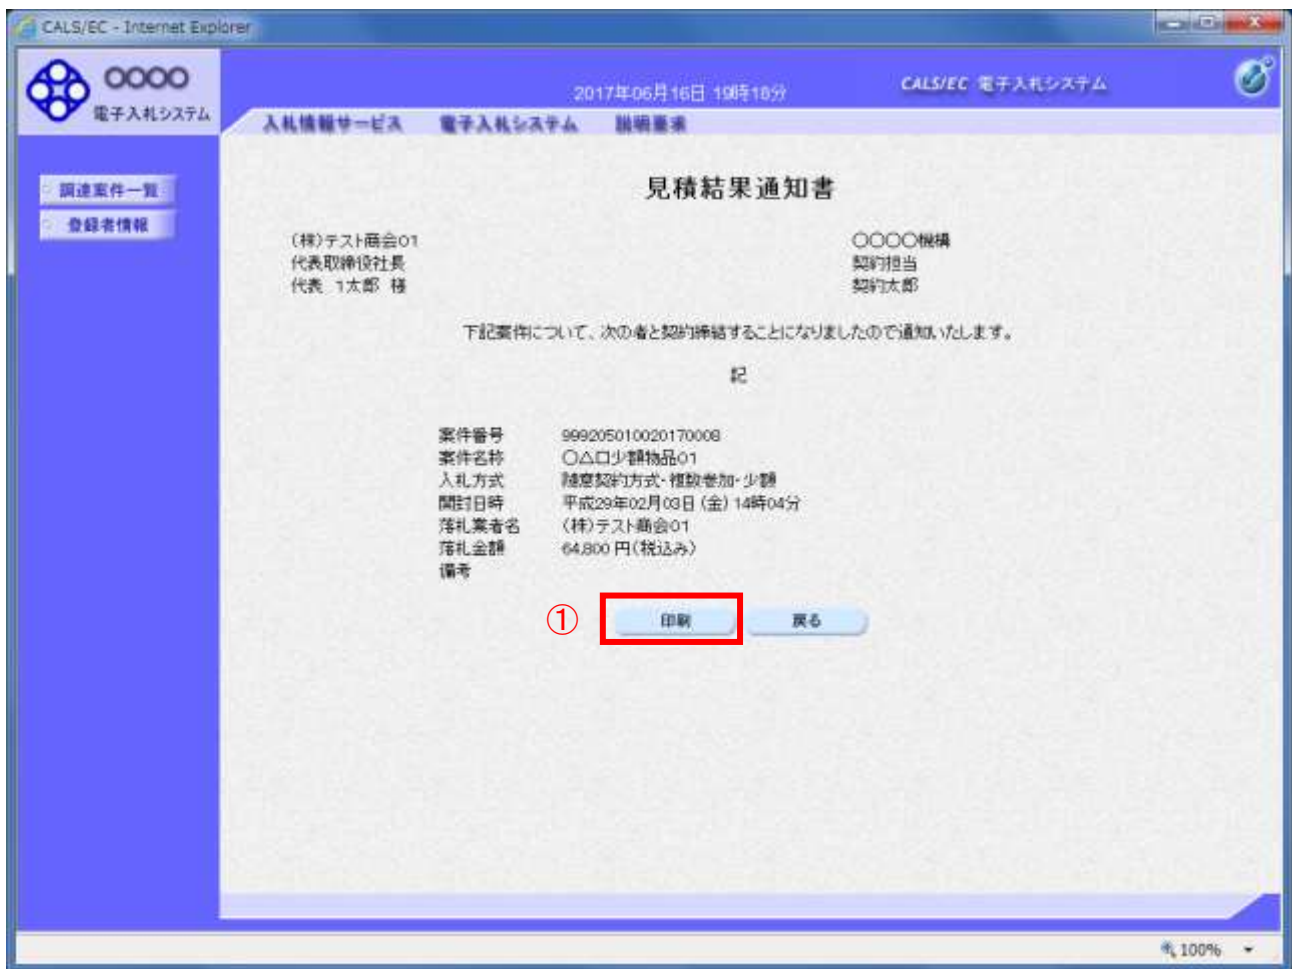 CALS/EC - Internet Explorer
○○○○
電子入札システム
2017年06月16日 19時18分
CALS/EC 電子入札システム
入札情報サービス 電子入札システム 説明要求
調達案件一覧
登録者情報
見積結果通知書
(株)テスト商会01
代表取締役社長
代表 1太郎 様
○○○○機構
契約担当
契約太郎
下記案件について、次の者と契約締結することになりましたので通知いたします。
記
案件番号 999205010020170008
案件名称 ○△□少額物品01
入札方式 随意契約方式・複数参加・少額
開封日時 平成29年02月03日 (金) 14時04分
落札業者名 (株)テスト商会01
落札金額 64,800 円(税込み)
備考
① 印刷 戻る
100%